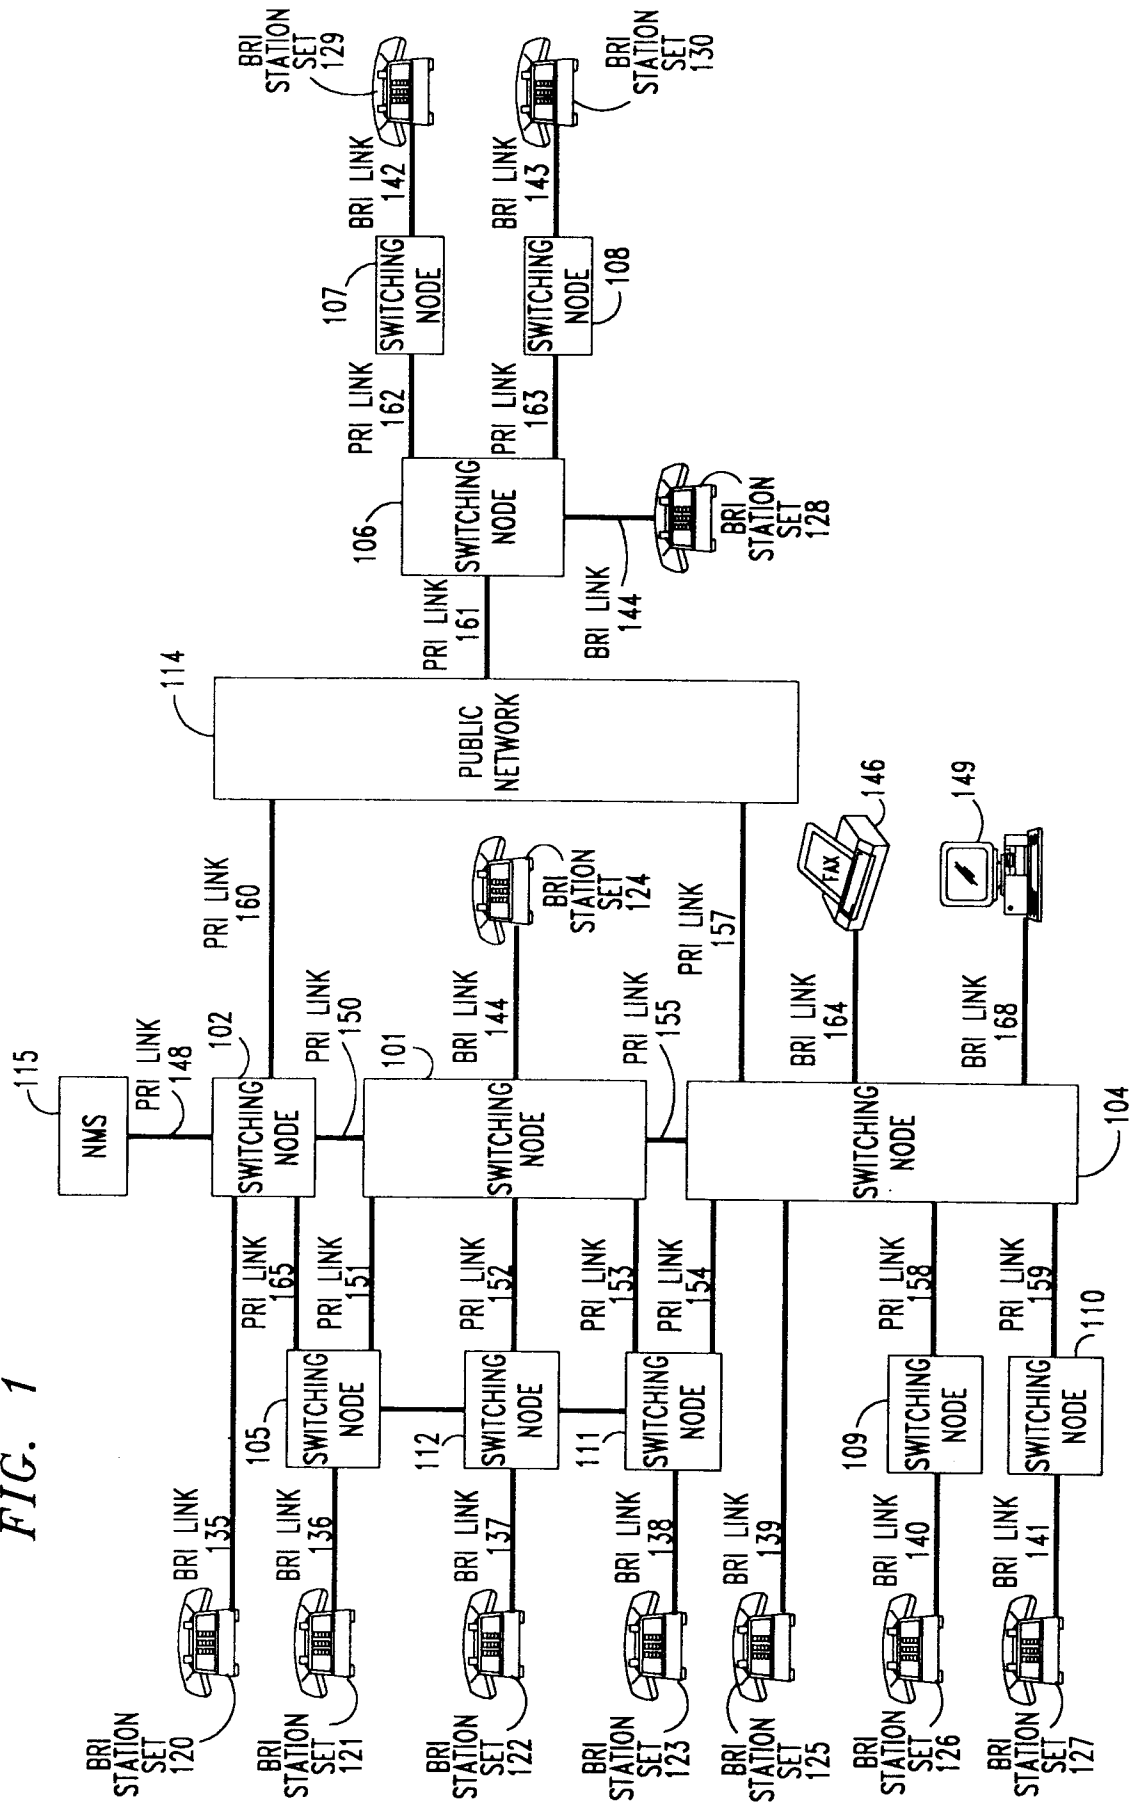 FIG. 1
115
NMS
PRI LINK
148
102
SWITCHING
NODE
PRI LINK
160
114
PUBLIC
NETWORK
PRI LINK
150
101
SWITCHING
NODE
BRI LINK
144
BRI
STATION
SET
124
PRI LINK
155
PRI LINK
157
SWITCHING
NODE
104
BRI LINK
164
FAX
146
BRI LINK
168
149
PRI LINK
161
106
SWITCHING
NODE
BRI LINK
144
BRI
STATION
SET
128
PRI LINK
162
107
SWITCHING
NODE
BRI LINK
142
BRI
STATION
SET
129
PRI LINK
163
SWITCHING
NODE
108
BRI LINK
143
BRI
STATION
SET
130
BRI
STATION
SET
120
BRI LINK
135
BRI
STATION
SET
121
BRI LINK
136
105
SWITCHING
NODE
PRI LINK
165
PRI LINK
151
BRI
STATION
SET
122
BRI LINK
137
112
SWITCHING
NODE
PRI LINK
152
BRI
STATION
SET
123
BRI LINK
138
111
SWITCHING
NODE
PRI LINK
153
PRI LINK
154
BRI
STATION
SET
125
BRI LINK
139
BRI
STATION
SET
126
BRI LINK
140
109
SWITCHING
NODE
PRI LINK
158
BRI
STATION
SET
127
BRI LINK
141
SWITCHING
NODE
110
PRI LINK
159